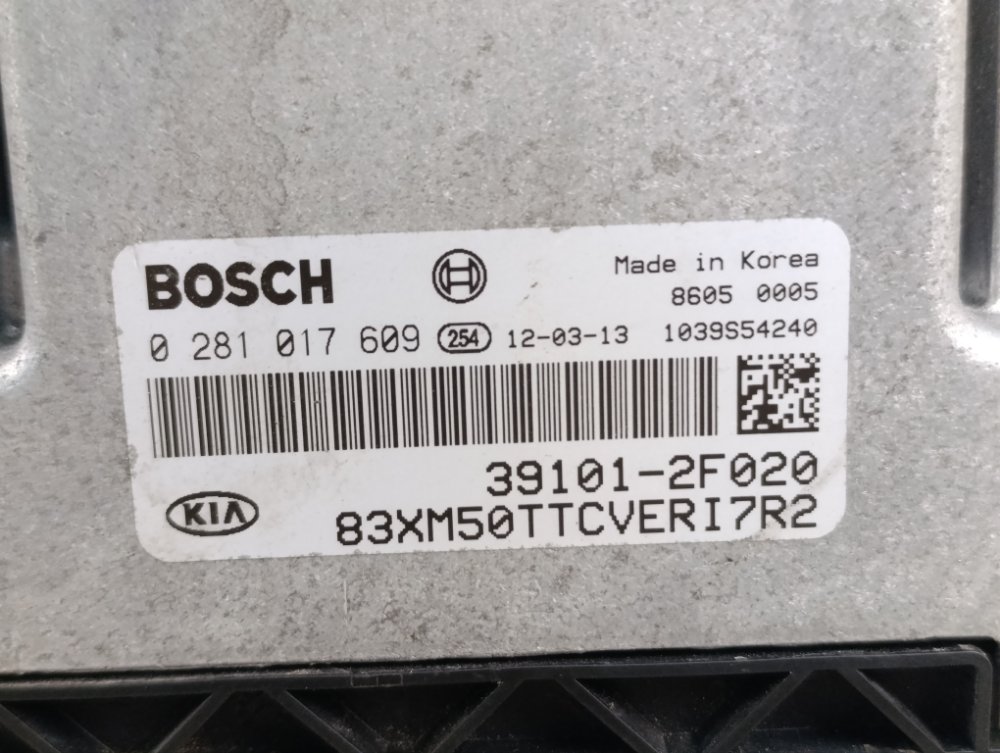 BOSCH
Made in Korea
8605 0005
0 281 017 609 254 12-03-13 1039S54240
39101-2F020
KIA
83XM50TTCVERI7R2